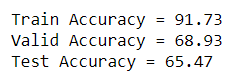 Train Accuracy = 91.73
Valid Accuracy = 68.93
Test Accuracy = 65.47